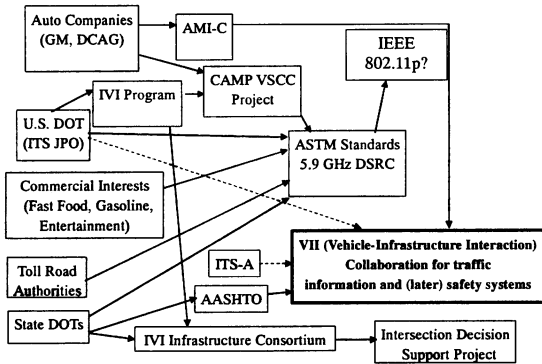 Auto Companies
(GM, DCAG)
AMI-C
IEEE
802.11p?
IVI Program
CAMP VSCC
Project
U.S. DOT
(ITS JPO)
ASTM Standards
5.9 GHz DSRC
Commercial Interests
(Fast Food, Gasoline,
Entertainment)
VII (Vehicle-Infrastructure Interaction)
Collaboration for traffic
information and (later) safety systems
ITS-A
Toll Road
Authorities
AASHTO
State DOTs
IVI Infrastructure Consortium
Intersection Decision
Support Project